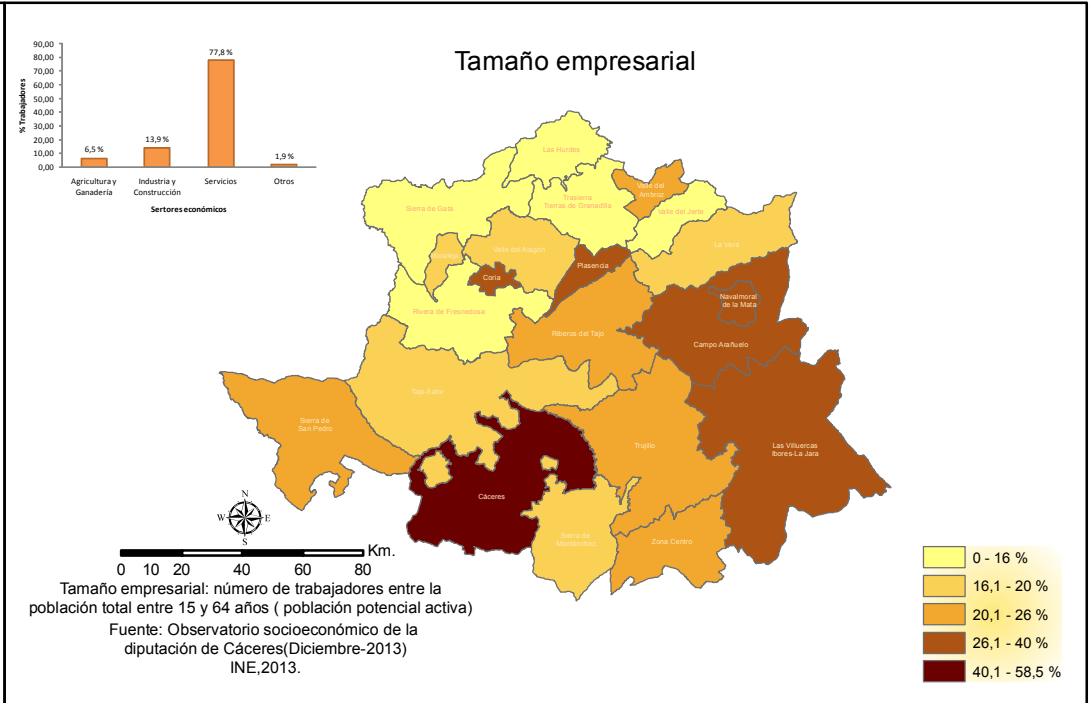 Tamaño empresarial
90,00
80,00
70,00
60,00
50,00
40,00
30,00
20,00
10,00
0,00
% Trabajadores
6,5 %
13,9 %
77,8 %
1,9 %
Agricultura y
Ganadería
Industria y
Construcción
Servicios
Otros
Sertores económicos
Las Hurdes
Sierra de Gata
Trasierra
Tierras de Granadilla
Valle del
Ambroz
Valle del Jerte
La Vera
Valle del Alagón
Coria
Plasencia
Navalmoral
de la Mata
Rivera de Fresnedosa
Riberas del Tajo
Campo Arañuelo
Tajo-Salor
Sierra de
San Pedro
Trujillo
Las Villuercas
Ibores-La Jara
Cáceres
Sierra de
Montánchez
Zona Centro
N
W
E
S
Km.
0 10 20 40 60 80
Tamaño empresarial: número de trabajadores entre la
población total entre 15 y 64 años ( población potencial activa)
Fuente: Observatorio socioeconómico de la
diputación de Cáceres(Diciembre-2013)
INE,2013.
0 - 16 %
16,1 - 20 %
20,1 - 26 %
26,1 - 40 %
40,1 - 58,5 %